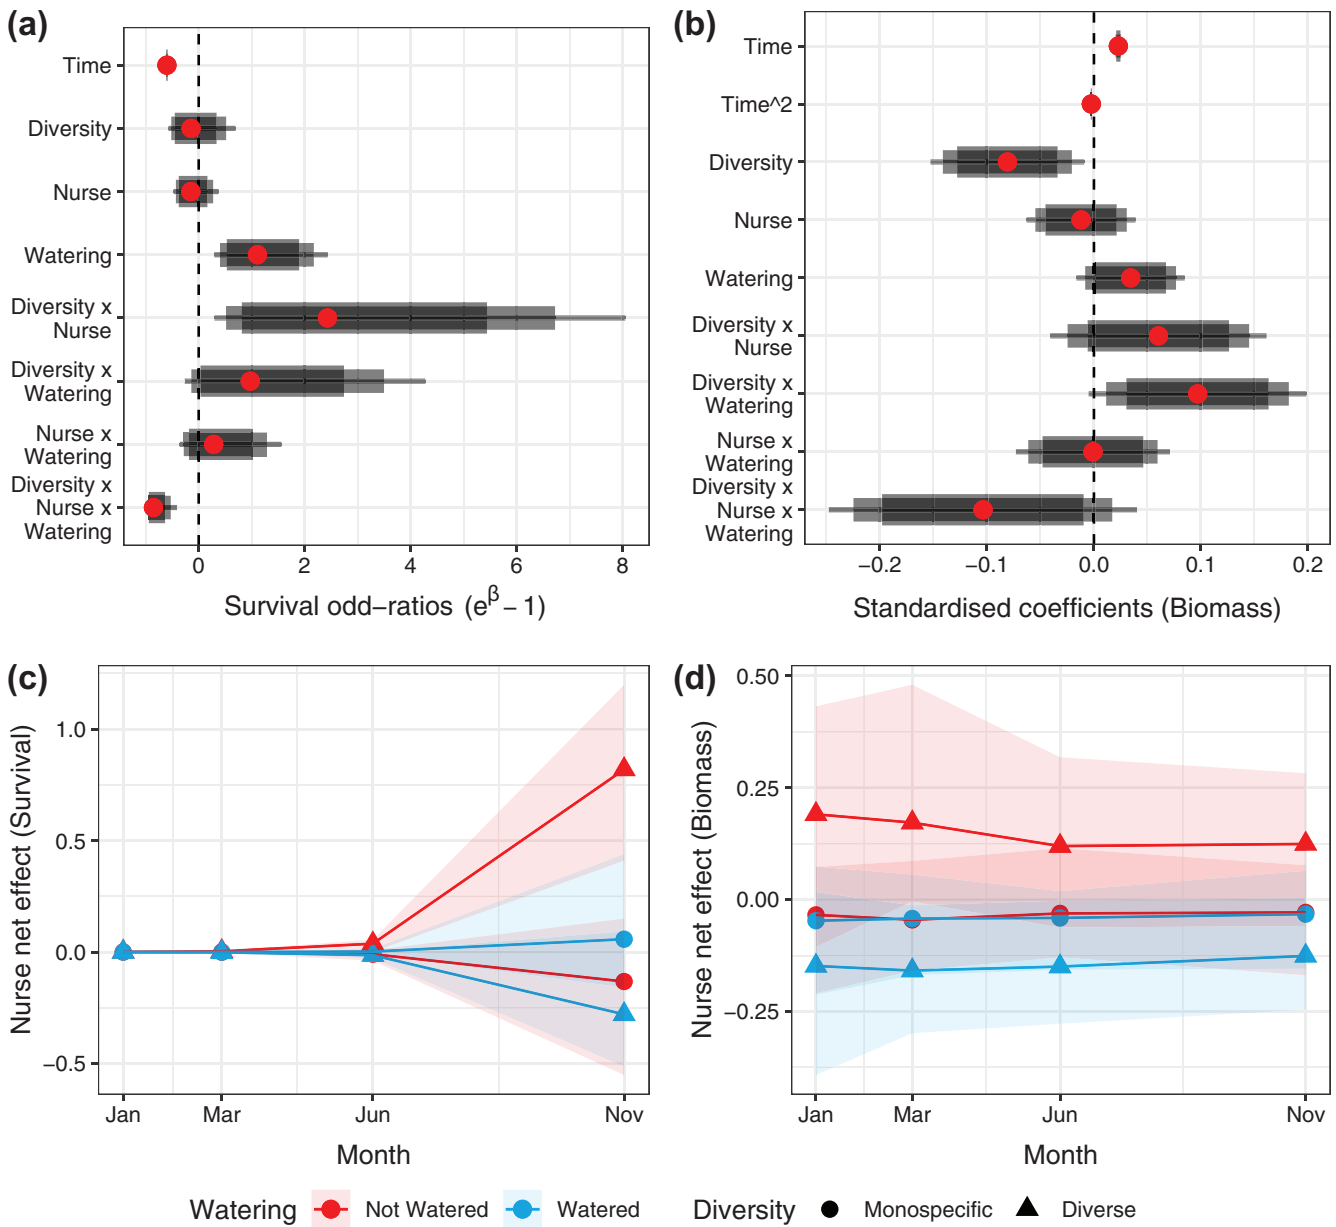 (a)
Time
Diversity
Nurse
Watering
Diversity x
Nurse
Diversity x
Watering
Nurse x
Watering
Diversity x
Nurse x
Watering
0 2 4 6 8
Survival odd−ratios (e^β − 1)
(b)
Time
Time^2
Diversity
Nurse
Watering
Diversity x
Nurse
Diversity x
Watering
Nurse x
Watering
Diversity x
Nurse x
Watering
−0.2 −0.1 0.0 0.1 0.2
Standardised coefficients (Biomass)
(c)
Nurse net effect (Survival)
1.0
0.5
0.0
−0.5
Jan Mar Jun Nov
Month
(d)
Nurse net effect (Biomass)
0.50
0.25
0.00
−0.25
Jan Mar Jun Nov
Month
Watering Not Watered Watered Diversity Monospecific Diverse